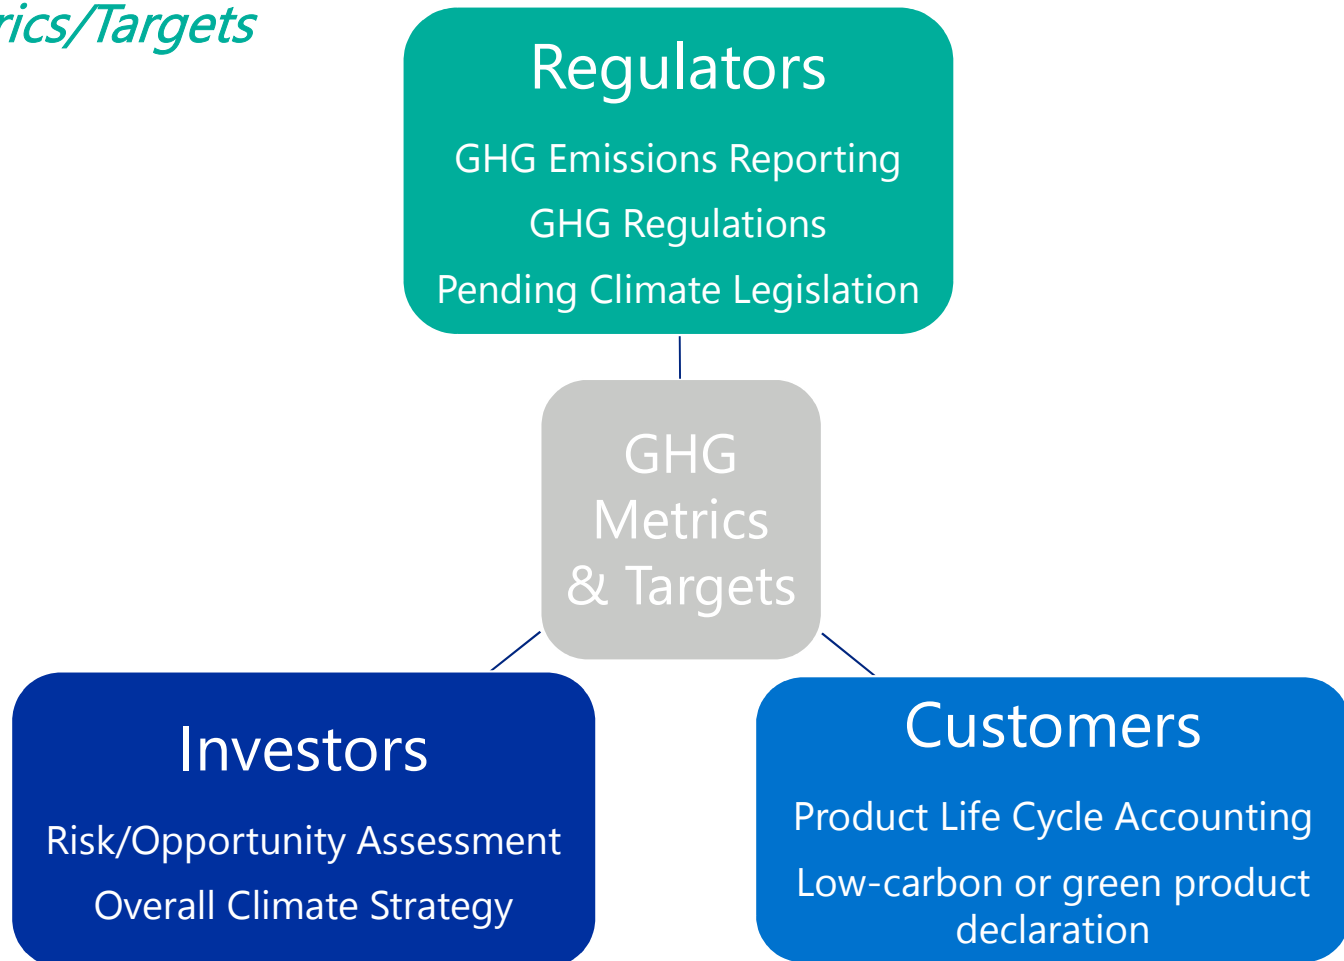 rics/Targets
Regulators
GHG Emissions Reporting
GHG Regulations
Pending Climate Legislation
GHG
Metrics
& Targets
Investors
Risk/Opportunity Assessment
Overall Climate Strategy
Customers
Product Life Cycle Accounting
Low-carbon or green product
declaration